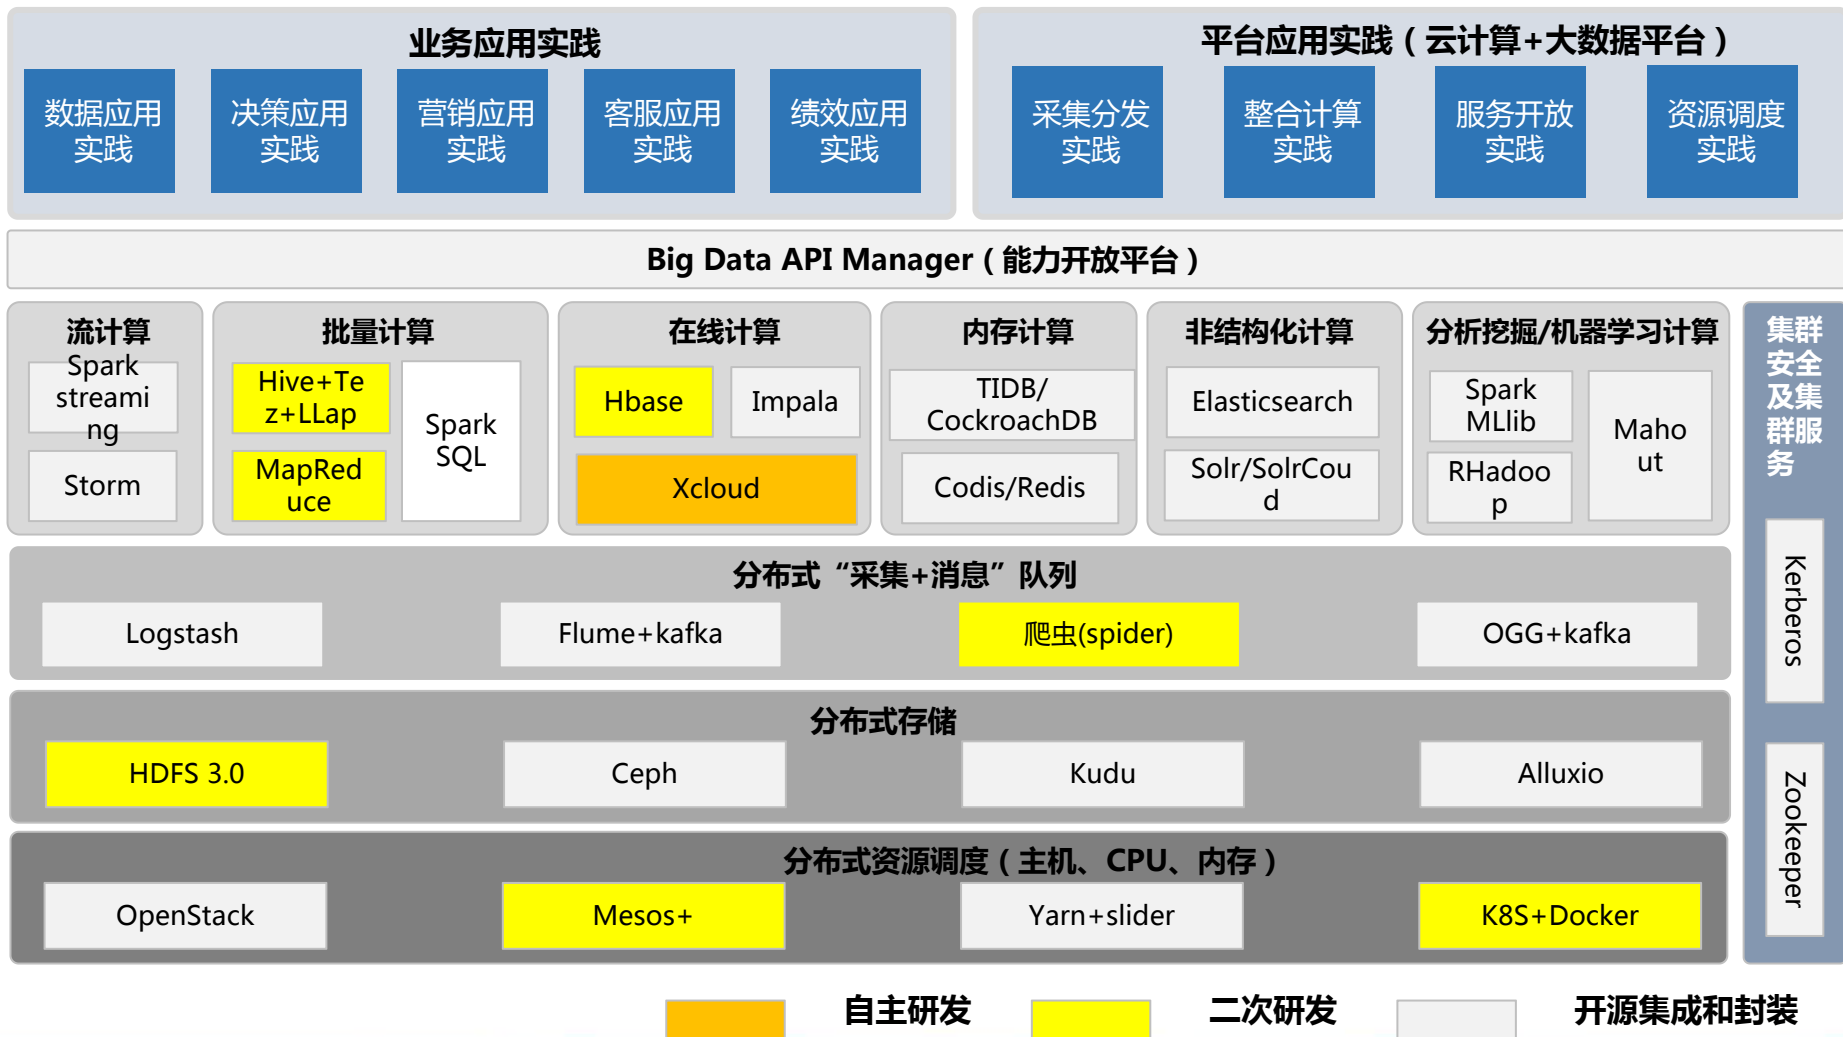 业务应用实践
数据应用
实践
决策应用
实践
营销应用
实践
客服应用
实践
绩效应用
实践
平台应用实践（云计算+大数据平台）
采集分发
实践
整合计算
实践
服务开放
实践
资源调度
实践
Big Data API Manager（能力开放平台）
流计算
Spark
streami
ng
Storm
批量计算
Hive+Te
z+LLap
MapRed
uce
Spark
SQL
在线计算
Hbase
Impala
Xcloud
内存计算
TIDB/
CockroachDB
Codis/Redis
非结构化计算
Elasticsearch
Solr/SolrCou
d
分析挖掘/机器学习计算
Spark
MLlib
RHadoo
p
Maho
ut
集群
安全
及集
群服
务
Kerberos
Zookeeper
分布式“采集+消息”队列
Logstash
Flume+kafka
爬虫(spider)
OGG+kafka
分布式存储
HDFS 3.0
Ceph
Kudu
Alluxio
分布式资源调度（主机、CPU、内存）
OpenStack
Mesos+
Yarn+slider
K8S+Docker
自主研发
二次研发
开源集成和封装